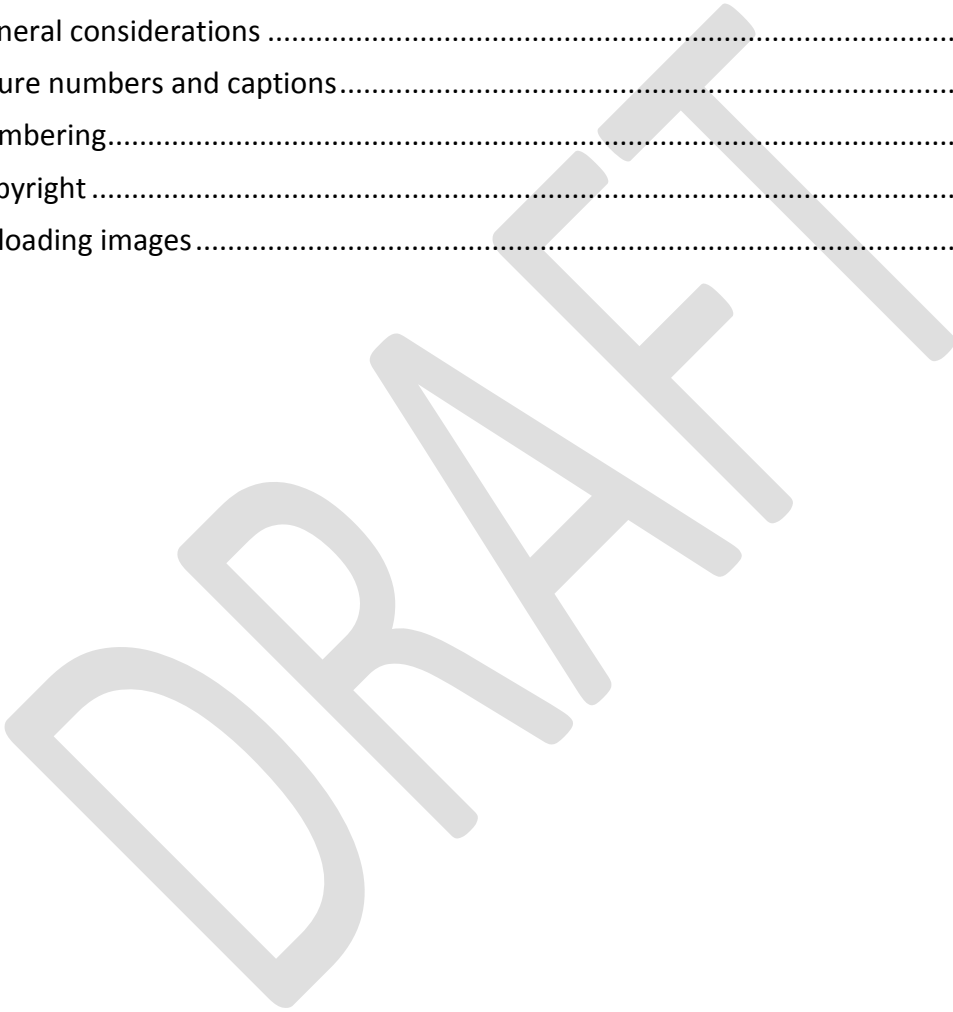 neral considerations ....................................................................................................
ure numbers and captions.........................................................................................
mbering.........................................................................................................................
pyright ...........................................................................................................................
loading images.............................................................................................................
DRAFT